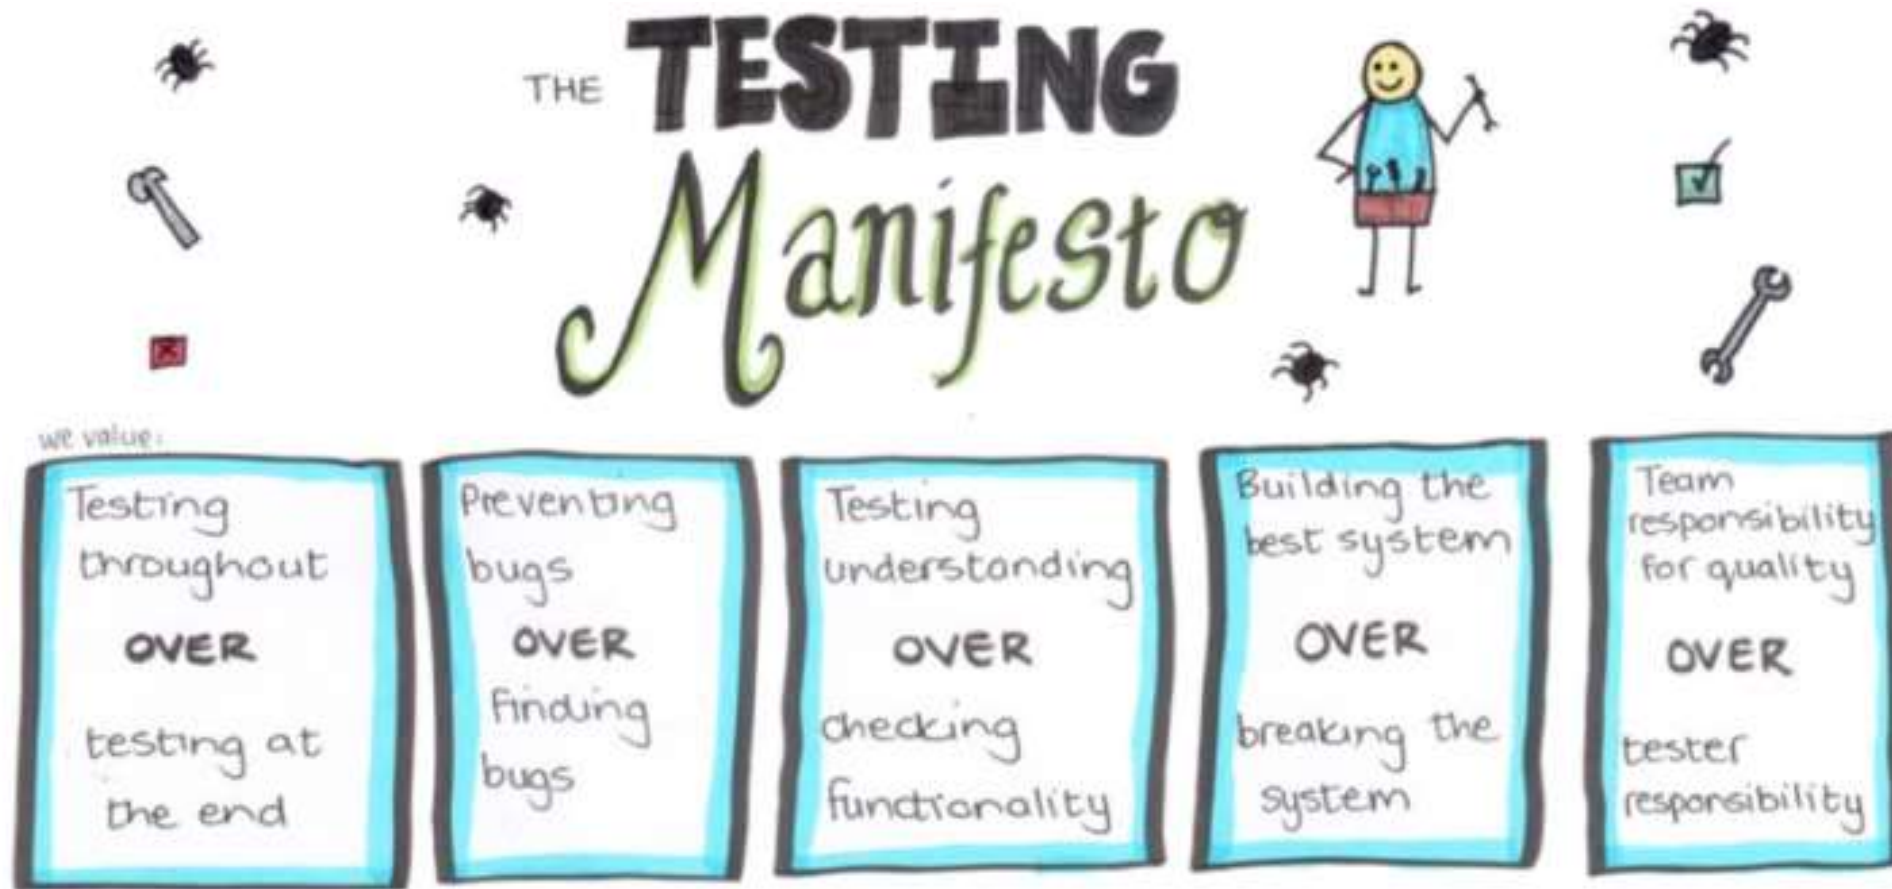 THE TESTING
Manifesto
we value:
Testing
throughout
OVER
testing at
the end
Preventing
bugs
OVER
finding
bugs
Testing
understanding
OVER
checking
functionality
Building the
best system
OVER
breaking the
system
Team
responsibility
for quality
OVER
tester
responsibility